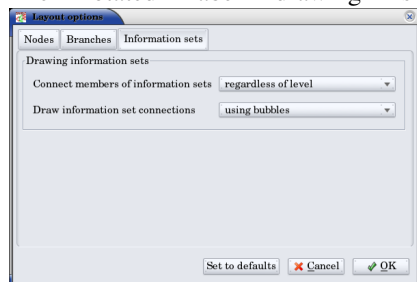 Layout options
Nodes Branches Information sets
Drawing information sets
Connect members of information sets regardless of level
Draw information set connections using bubbles
Set to defaults Cancel OK